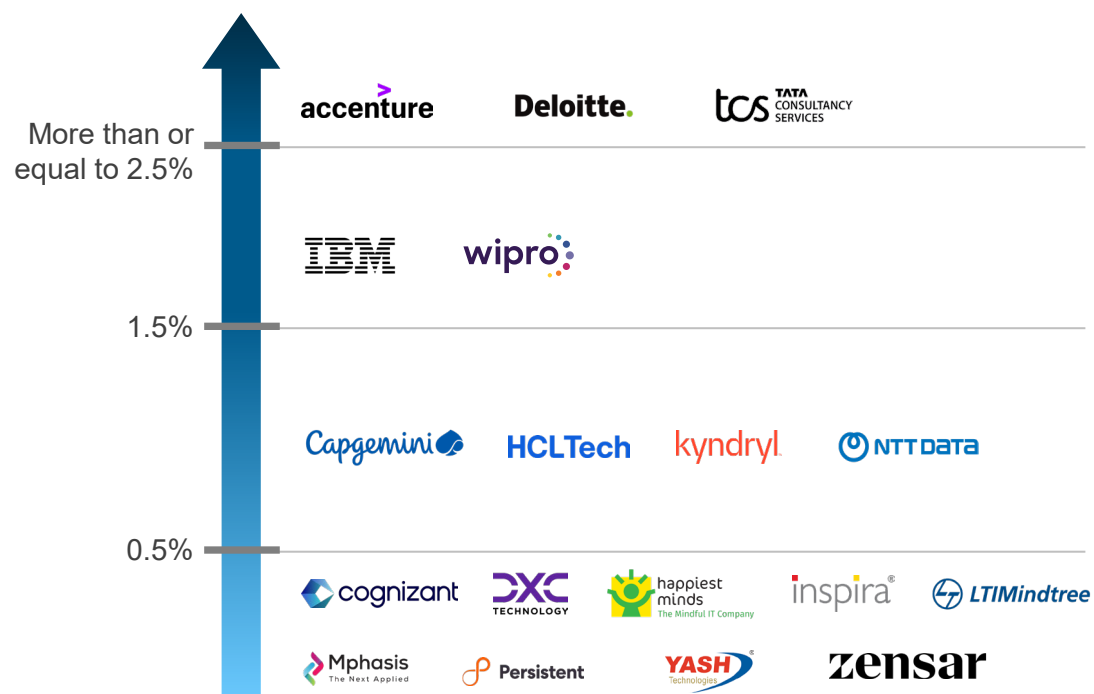 accenture
Deloitte.
tcs TATA
CONSULTANCY
SERVICES
More than or
equal to 2.5%
IBM
wipro
1.5%
Capgemini
HCLTech
kyndryl
NTT DATA
0.5%
cognizant
DXC
TECHNOLOGY
happiest
minds
The Mindful IT Company
inspira®
LTIMindtree
Mphasis
The Next Applied
Persistent
YASH®
Technologies
zensar